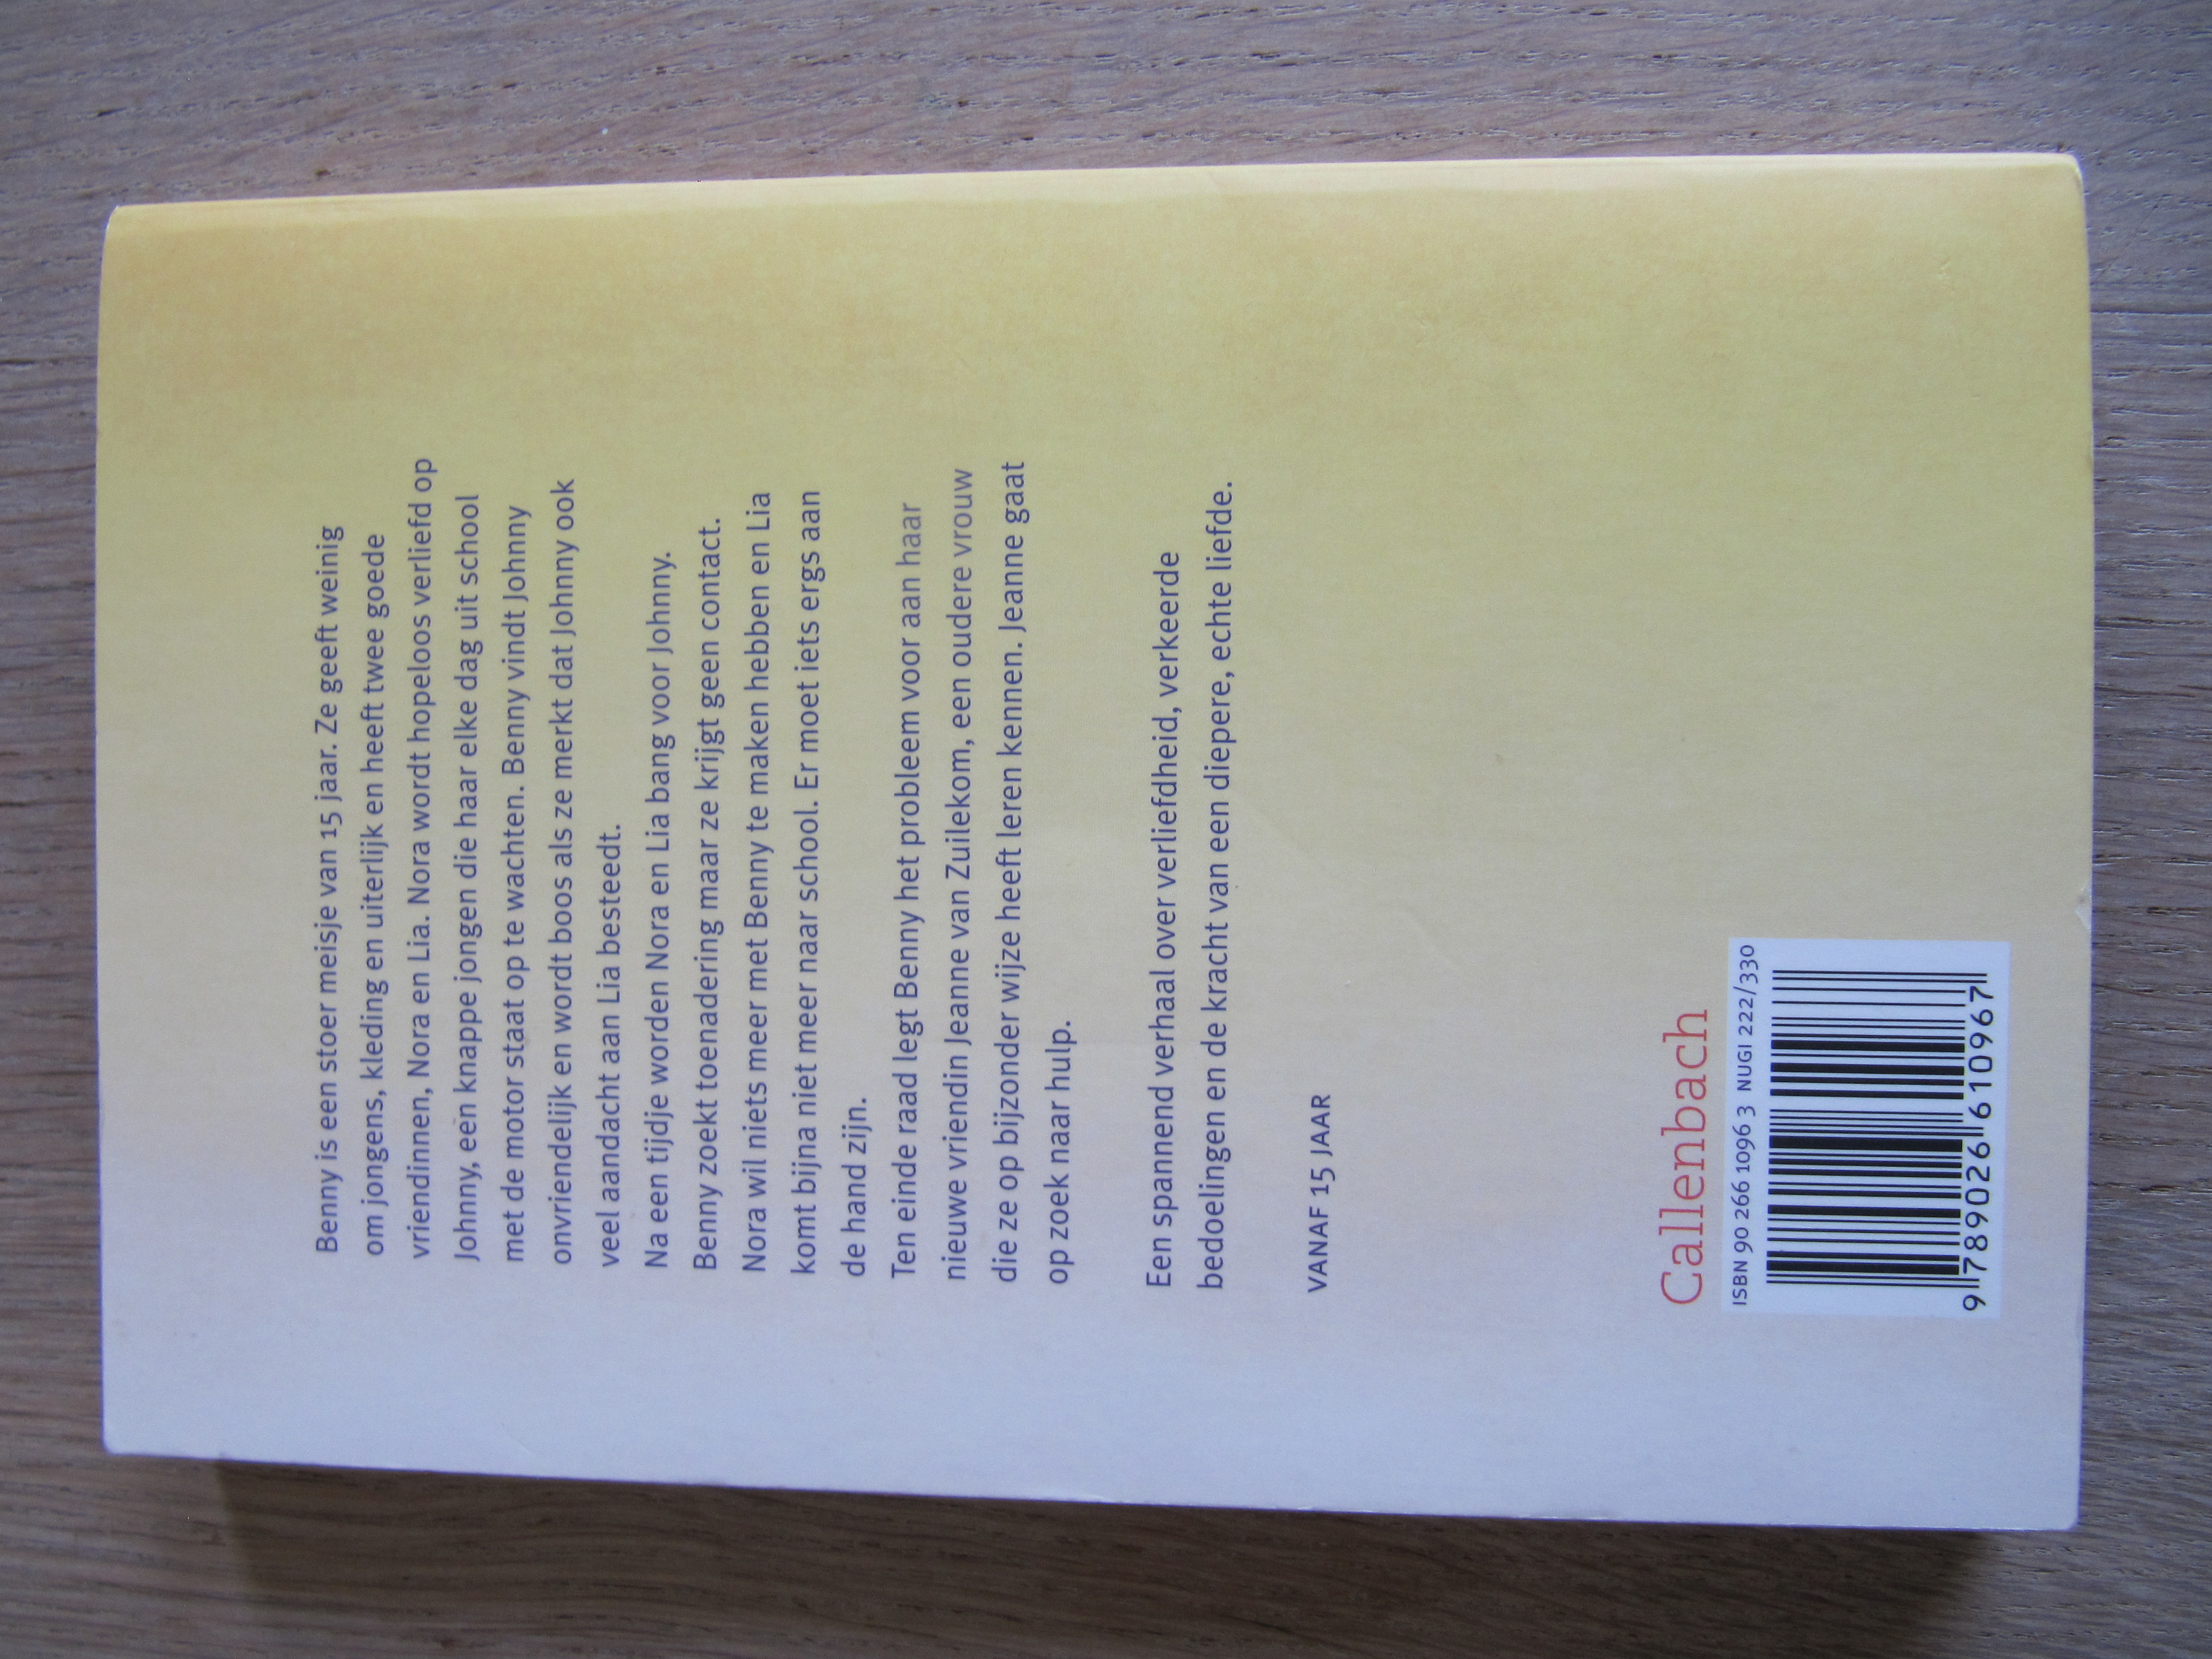 Benny is een stoer meisje van 15 jaar. Ze geeft weinig
om jongens, kleding en uiterlijk en heeft twee goede
vriendinnen, Nora en Lia. Nora wordt hopeloos verliefd op
Johnny, een knappe jongen die haar elke dag uit school
met de motor staat op te wachten. Benny vindt Johnny
onvriendelijk en wordt boos als ze merkt dat Johnny ook
veel aandacht aan Lia besteedt.
Na een tijdje worden Nora en Lia bang voor Johnny.
Benny zoekt toenadering maar ze krijgt geen contact.
Nora wil niets meer met Benny te maken hebben en Lia
komt bijna niet meer naar school. Er moet iets ergs aan
de hand zijn.
Ten einde raad legt Benny het probleem voor aan haar
nieuwe vriendin Jeanne van Zuilekom, een oudere vrouw
die ze op bijzonder wijze heeft leren kennen. Jeanne gaat
op zoek naar hulp.
Een spannend verhaal over verliefdheid, verkeerde
bedoelingen en de kracht van een diepere, echte liefde.
VANAF 15 JAAR
Callenbach
ISBN 90 266 1096 3 NUGI 222/330
9 789026 610967